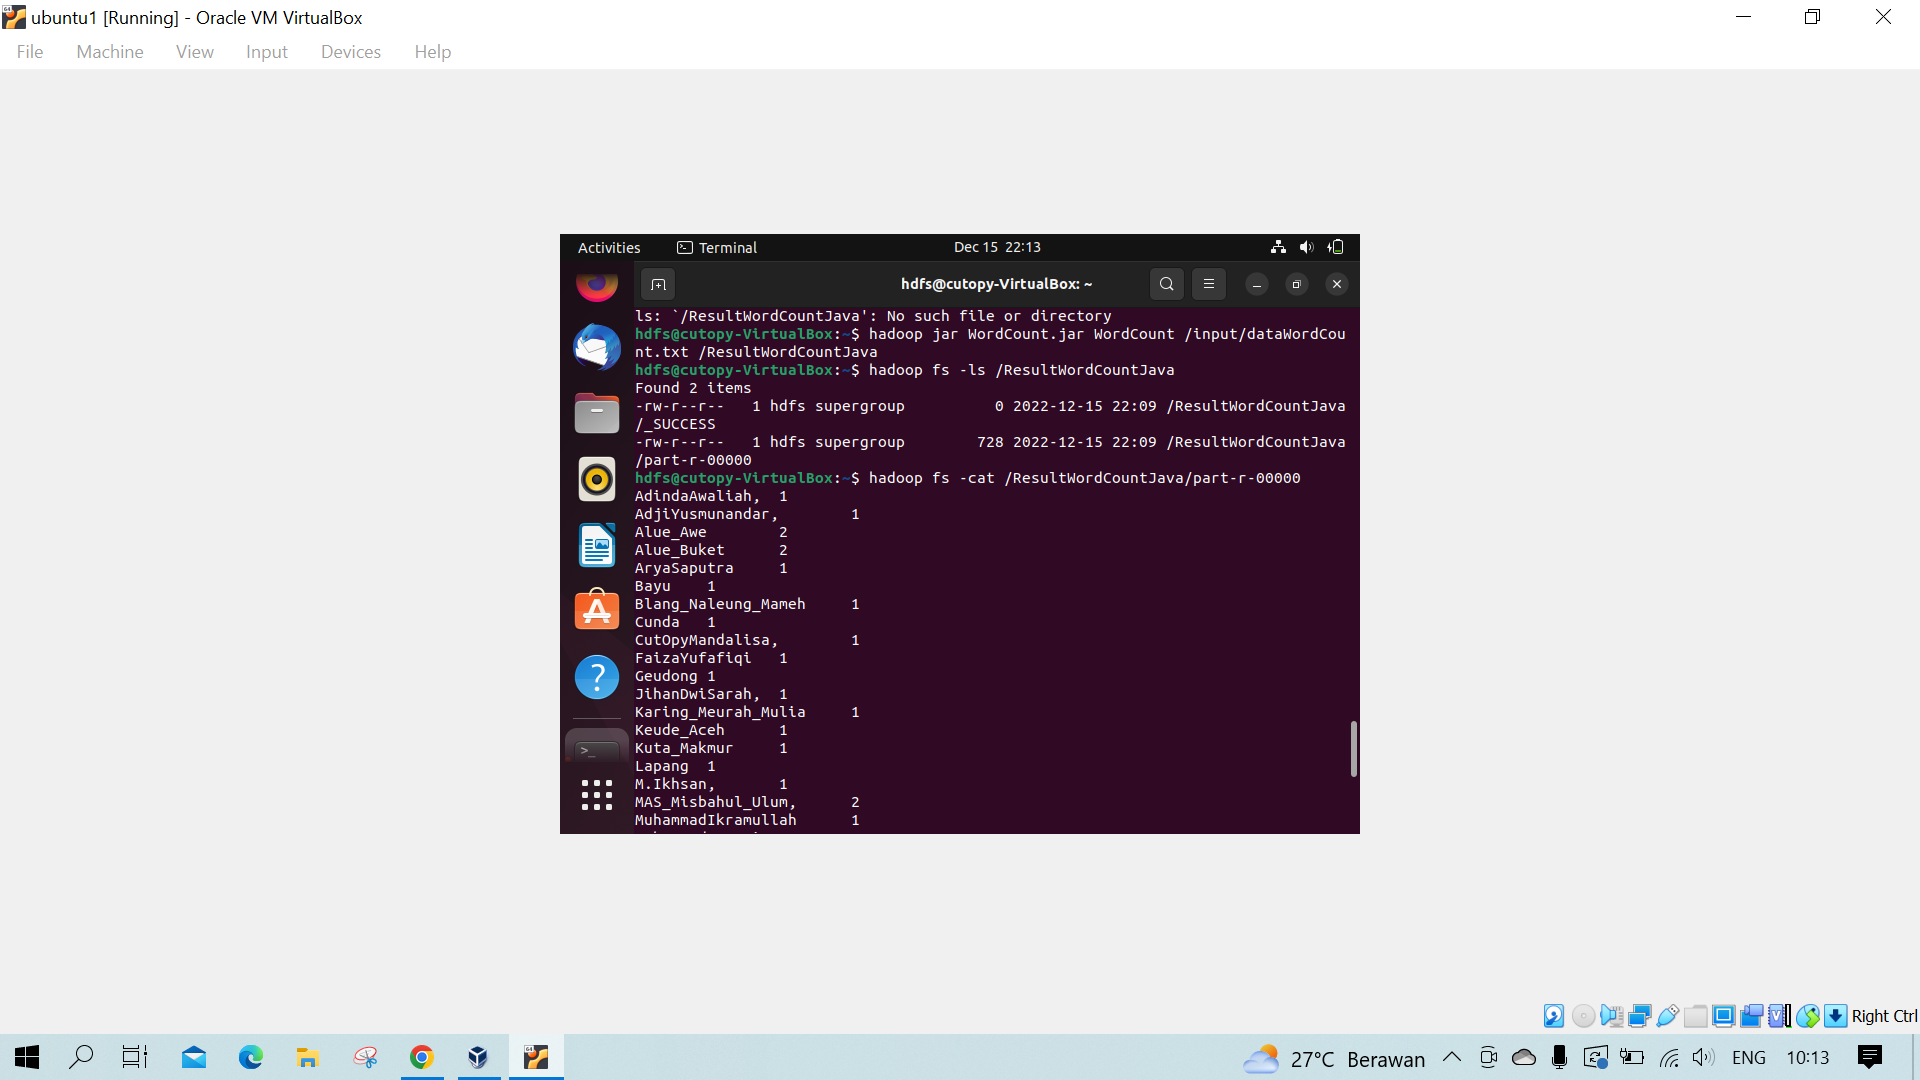 ubuntu1 [Running] - Oracle VM VirtualBox
File Machine View Input Devices Help
Activities Terminal Dec 15 22:13
hdfs@cutopy-VirtualBox: ~
ls: `/ResultWordCountJava': No such file or directory
hdfs@cutopy-VirtualBox:~$ hadoop jar WordCount.jar WordCount /input/dataWordCou
nt.txt /ResultWordCountJava
hdfs@cutopy-VirtualBox:~$ hadoop fs -ls /ResultWordCountJava
Found 2 items
-rw-r--r--   1 hdfs supergroup          0 2022-12-15 22:09 /ResultWordCountJava
/_SUCCESS
-rw-r--r--   1 hdfs supergroup        728 2022-12-15 22:09 /ResultWordCountJava
/part-r-00000
hdfs@cutopy-VirtualBox:~$ hadoop fs -cat /ResultWordCountJava/part-r-00000
AdindaAwaliah,  1
AdjiYusmunandar,        1
Alue_Awe        2
Alue_Buket      2
AryaSaputra     1
Bayu    1
Blang_Naleung_Mameh     1
Cunda   1
CutOpyMandalisa,        1
FaizaYufafiqi   1
Geudong 1
JihanDwiSarah,  1
Karing_Meurah_Mulia     1
Keude_Aceh      1
Kuta_Makmur     1
Lapang  1
M.Ikhsan,       1
MAS_Misbahul_Ulum,      2
MuhammadIkramullah      1
Right Ctrl
27°C Berawan ENG 10:13